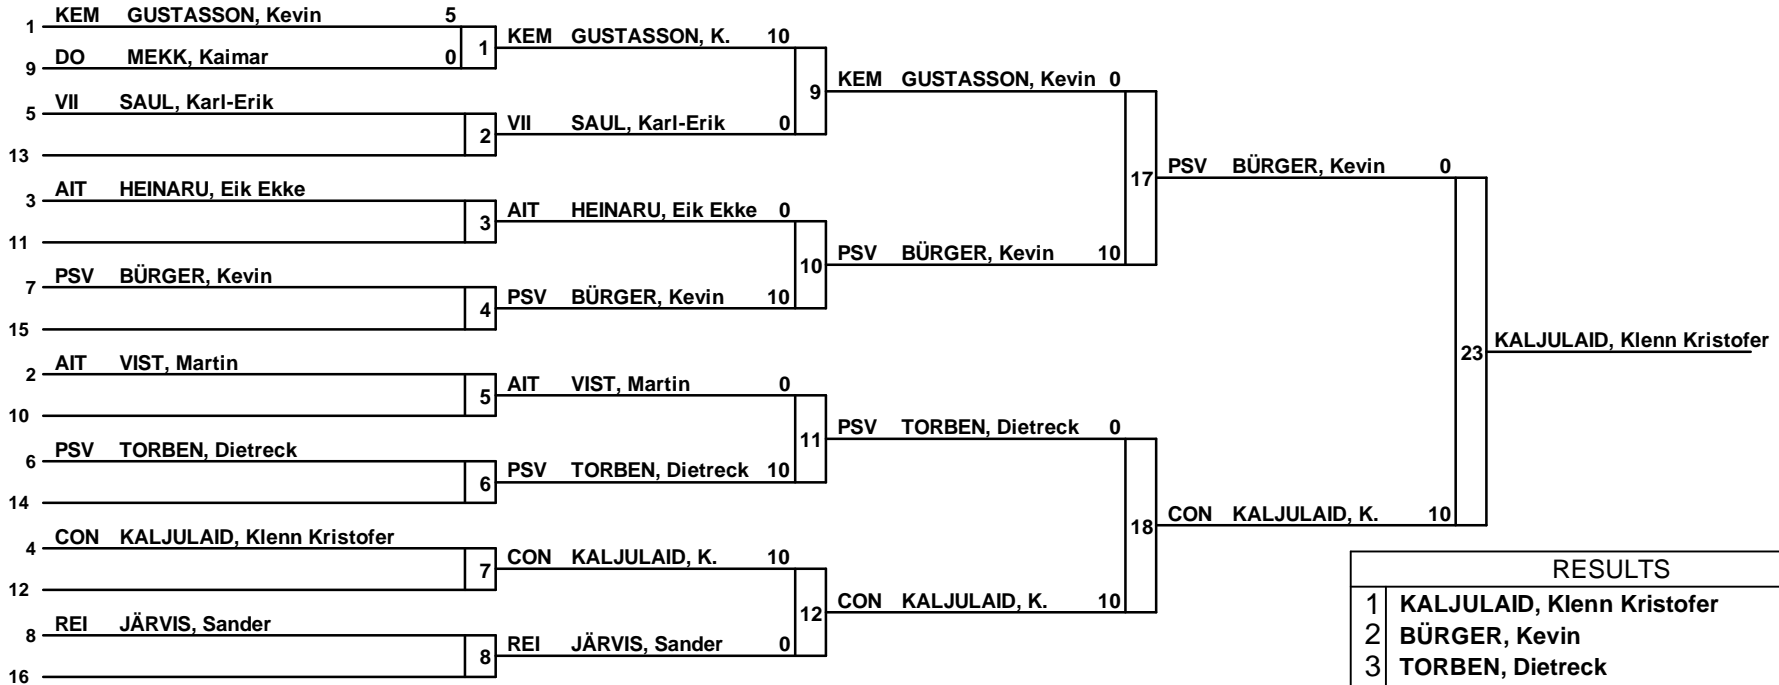 1 KEM GUSTASSON, Kevin 5
9 DO MEKK, Kaimar 0
1
5 VII SAUL, Karl-Erik
13
2
3 AIT HEINARU, Eik Ekke
11
3
7 PSV BÜRGER, Kevin
15
4
2 AIT VIST, Martin
10
5
6 PSV TORBEN, Dietreck
14
6
4 CON KALJULAID, Klenn Kristofer
12
7
8 REI JÄRVIS, Sander
16
8
KEM GUSTASSON, K. 10
VII SAUL, Karl-Erik 0
9
AIT HEINARU, Eik Ekke 0
PSV BÜRGER, Kevin 10
10
AIT VIST, Martin 0
PSV TORBEN, Dietreck 10
11
CON KALJULAID, K. 10
REI JÄRVIS, Sander 0
12
KEM GUSTASSON, Kevin 0
PSV BÜRGER, Kevin 10
17
PSV TORBEN, Dietreck 0
CON KALJULAID, K. 10
18
PSV BÜRGER, Kevin 0
CON KALJULAID, K. 10
23
KALJULAID, Klenn Kristofer
RESULTS
1 KALJULAID, Klenn Kristofer
2 BÜRGER, Kevin
3 TORBEN, Dietreck